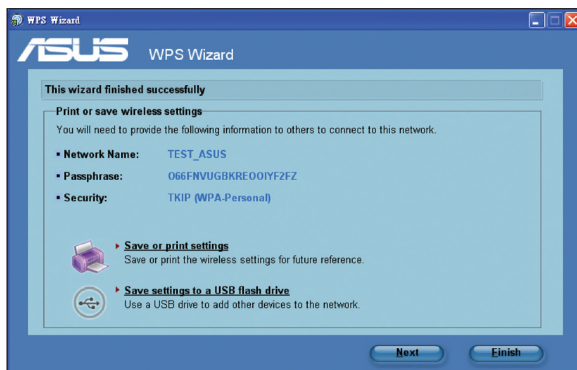 WPS Wizard
ASUS WPS Wizard
This wizard finished successfully
Print or save wireless settings
You will need to provide the following information to others to connect to this network.
Network Name: TEST_ASUS
Passphrase: O66FNVUGBKREOOIYF2FZ
Security: TKIP (WPA-Personal)
Save or print settings
Save or print the wireless settings for future reference.
Save settings to a USB flash drive
Use a USB drive to add other devices to the network.
Next Finish